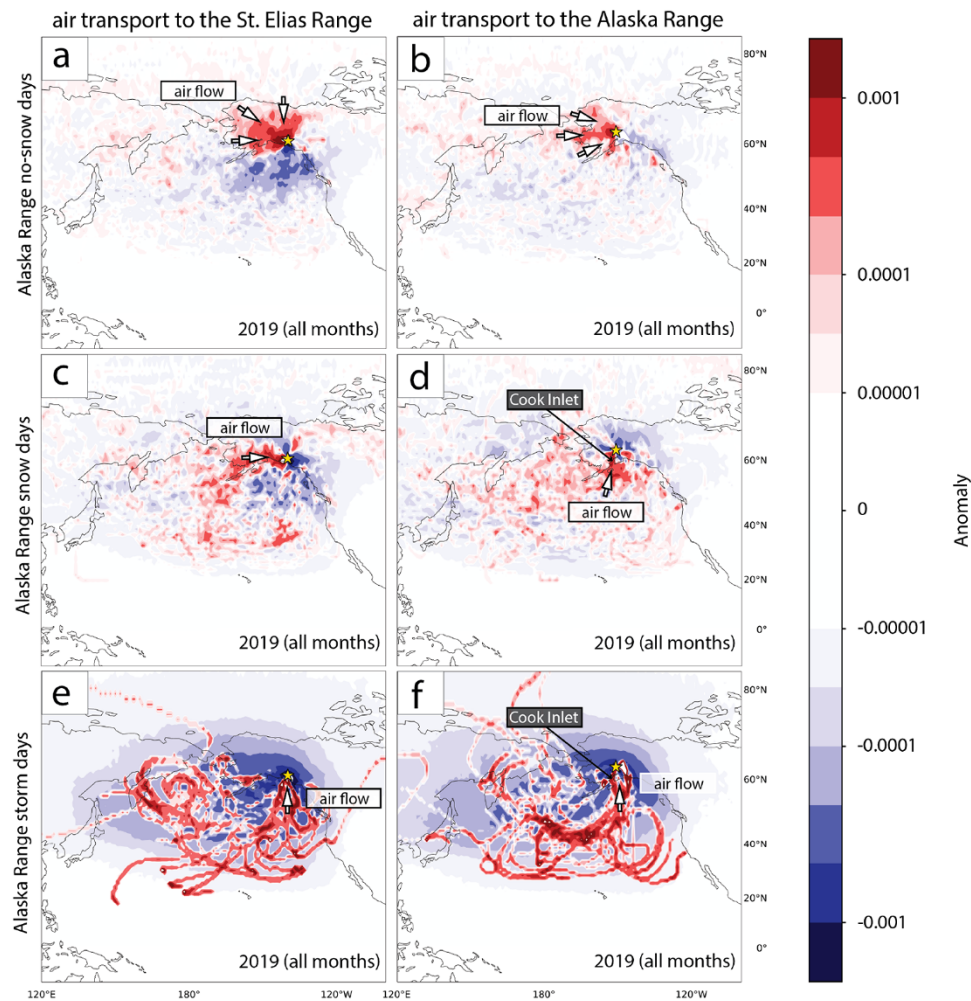 air transport to the St. Elias Range
air transport to the Alaska Range
Alaska Range no-snow days
a
air flow
2019 (all months)
b
air flow
2019 (all months)
80°N
60°N
40°N
20°N
0°
Alaska Range snow days
c
air flow
2019 (all months)
d
Cook Inlet
air flow
2019 (all months)
80°N
60°N
40°N
20°N
0°
Alaska Range storm days
e
air flow
2019 (all months)
f
Cook Inlet
air flow
2019 (all months)
80°N
60°N
40°N
20°N
0°
120°E
180°
120°W
120°E
180°
120°W
0.001
0.0001
0.00001
0
-0.00001
-0.0001
-0.001
Anomaly